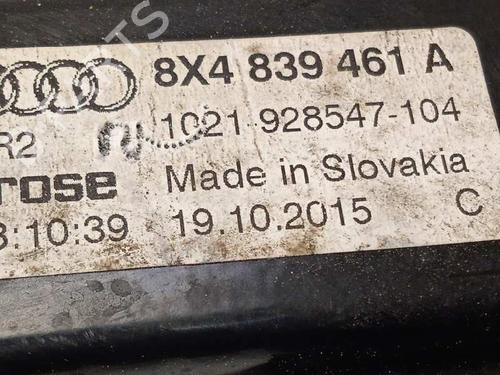 8X4 839 461 A
R2
1021-928547-104
rose
Made in Slovakia
3:10:39
19.10.2015
C